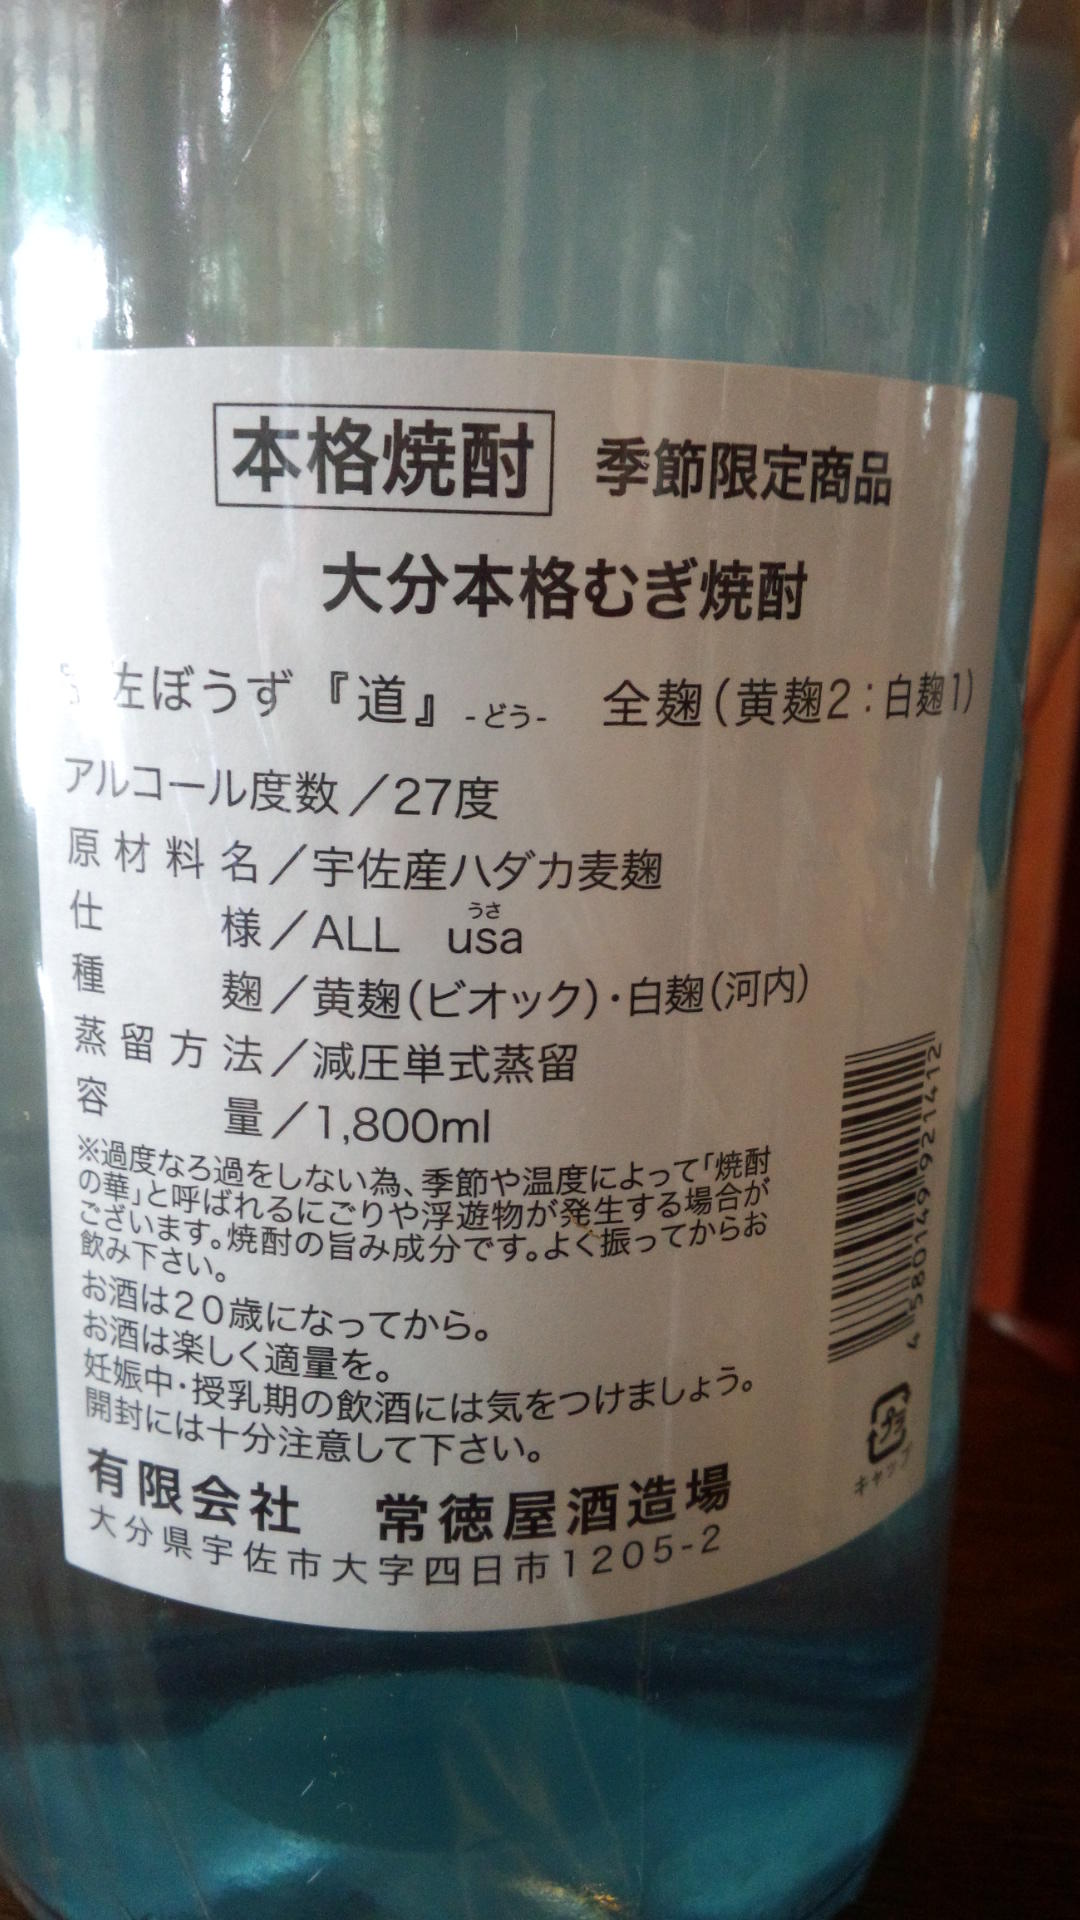 本格焼酎 季節限定商品
大分本格むぎ焼酎
佐ぼうず『道』-どう- 全麹(黄麹2:白麹1)
アルコール度数/27度
原材料名/宇佐産ハダカ麦麹
うさ
仕様/ALL usa
種麹/黄麹(ビオック)・白麹(河内)
蒸留方法/減圧単式蒸留
容量/1,800ml
※過度なろ過をしない為、季節や温度によって「焼酎
の華」と呼ばれるにごりや浮遊物が発生する場合が
ございます。焼酎の旨み成分です。よく振ってからお
飲み下さい。
お酒は20歳になってから。
お酒は楽しく適量を。
妊娠中・授乳期の飲酒には気をつけましょう。
開封には十分注意して下さい。
有限会社 常徳屋酒造場
大分県宇佐市大字四日市1205-2
4580149921412
プラ
キャップ